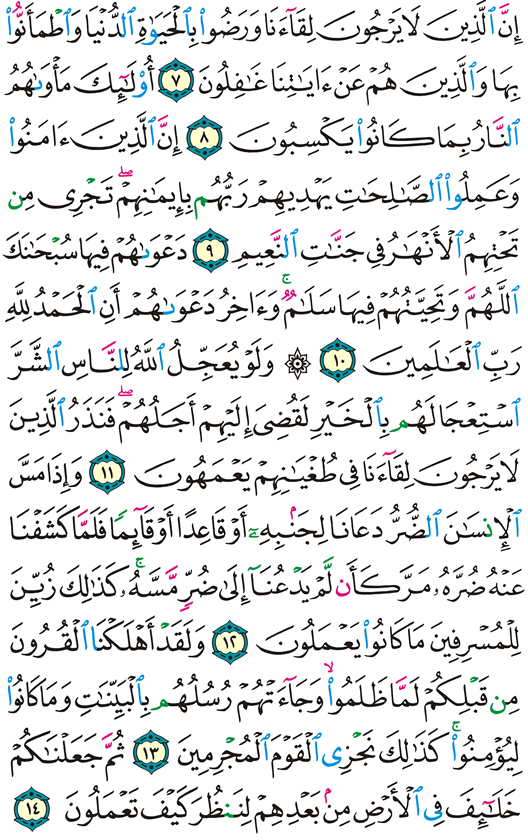 إِنَّ ٱلَّذِينَ لَا يَرْجُونَ لِقَآءَنَا وَرَضُوا۟ بِٱلْحَيَوٰةِ ٱلدُّنْيَا وَٱطْمَأَنُّوا۟
بِهَا وَٱلَّذِينَ هُمْ عَنْ ءَايَـٰتِنَا غَـٰفِلُونَ ٧ أُو۟لَـٰٓئِكَ مَأْوَىٰهُمُ
ٱلنَّارُ بِمَا كَانُوا۟ يَكْسِبُونَ ٨ إِنَّ ٱلَّذِينَ ءَامَنُوا۟
وَعَمِلُوا۟ ٱلصَّـٰلِحَـٰتِ يَهْدِيهِمْ رَبُّهُم بِإِيمَـٰنِهِمْ ۖ تَجْرِى مِن
تَحْتِهِمُ ٱلْأَنْهَـٰرُ فِى جَنَّـٰتِ ٱلنَّعِيمِ ٩ دَعْوَىٰهُمْ فِيهَا سُبْحَـٰنَكَ
ٱللَّهُمَّ وَتَحِيَّتُهُمْ فِيهَا سَلَـٰمٌ ۚ وَءَاخِرُ دَعْوَىٰهُمْ أَنِ ٱلْحَمْدُ لِلَّهِ
رَبِّ ٱلْعَـٰلَمِينَ ١٠ ۞ وَلَوْ يُعَجِّلُ ٱللَّهُ لِلنَّاسِ ٱلشَّرَّ
ٱسْتِعْجَالَهُم بِٱلْخَيْرِ لَقُضِىَ إِلَيْهِمْ أَجَلُهُمْ ۖ فَنَذَرُ ٱلَّذِينَ
لَا يَرْجُونَ لِقَآءَنَا فِى طُغْيَـٰنِهِمْ يَعْمَهُونَ ١١ وَإِذَا مَسَّ
ٱلْإِنسَـٰنَ ٱلضُّرُّ دَعَانَا لِجَنۢبِهِۦٓ أَوْ قَاعِدًا أَوْ قَآئِمًا فَلَمَّا كَشَفْنَا
عَنْهُ ضُرَّهُۥ مَرَّ كَأَن لَّمْ يَدْعُنَآ إِلَىٰ ضُرٍّ مَّسَّهُۥ ۚ كَذَٰلِكَ زُيِّنَ
لِلْمُسْرِفِينَ مَا كَانُوا۟ يَعْمَلُونَ ١٢ وَلَقَدْ أَهْلَكْنَا ٱلْقُرُونَ
مِن قَبْلِكُمْ لَمَّا ظَلَمُوا۟ ۙ وَجَآءَتْهُمْ رُسُلُهُم بِٱلْبَيِّنَـٰتِ وَمَا كَانُوا۟
لِيُؤْمِنُوا۟ ۚ كَذَٰلِكَ نَجْزِى ٱلْقَوْمَ ٱلْمُجْرِمِينَ ١٣ ثُمَّ جَعَلْنَـٰكُمْ
خَلَـٰٓئِفَ فِى ٱلْأَرْضِ مِنۢ بَعْدِهِمْ لِنَنظُرَ كَيْفَ تَعْمَلُونَ ١٤